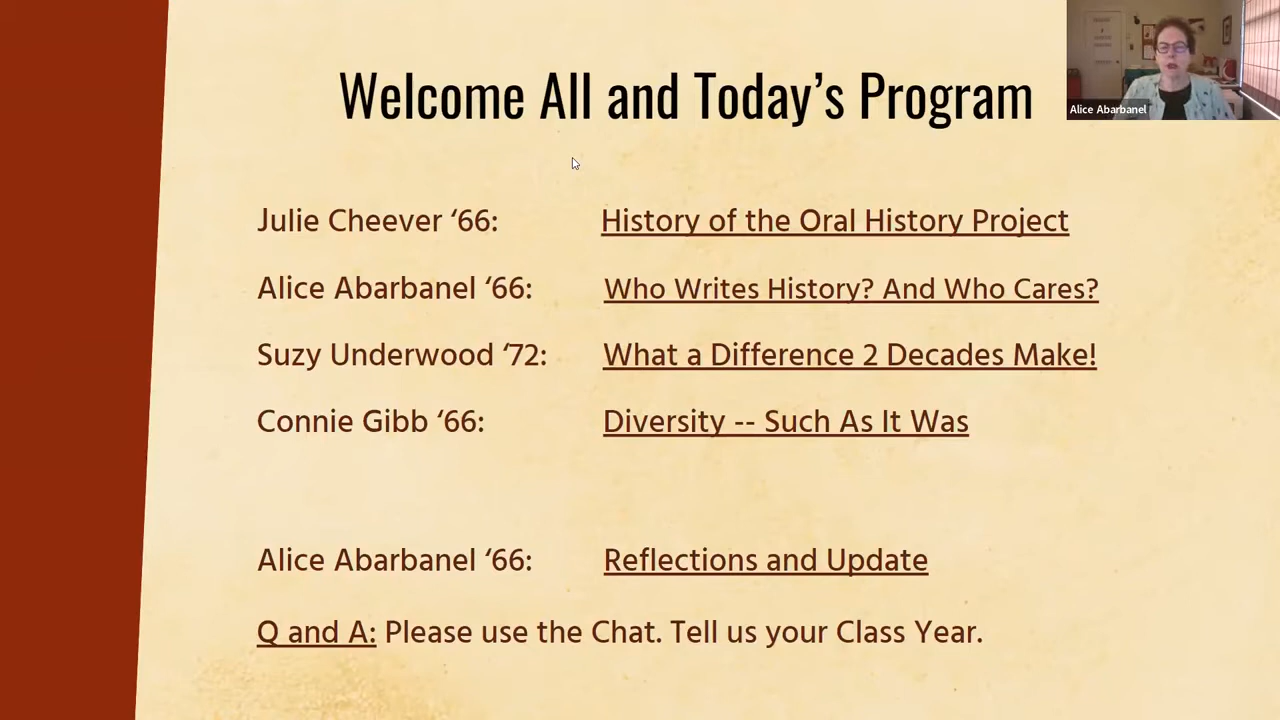 Welcome All and Today’s Program
Alice Abarbanel
Julie Cheever ‘66: History of the Oral History Project
Alice Abarbanel ‘66: Who Writes History? And Who Cares?
Suzy Underwood ‘72: What a Difference 2 Decades Make!
Connie Gibb ‘66: Diversity -- Such As It Was
Alice Abarbanel ‘66: Reflections and Update
Q and A: Please use the Chat. Tell us your Class Year.